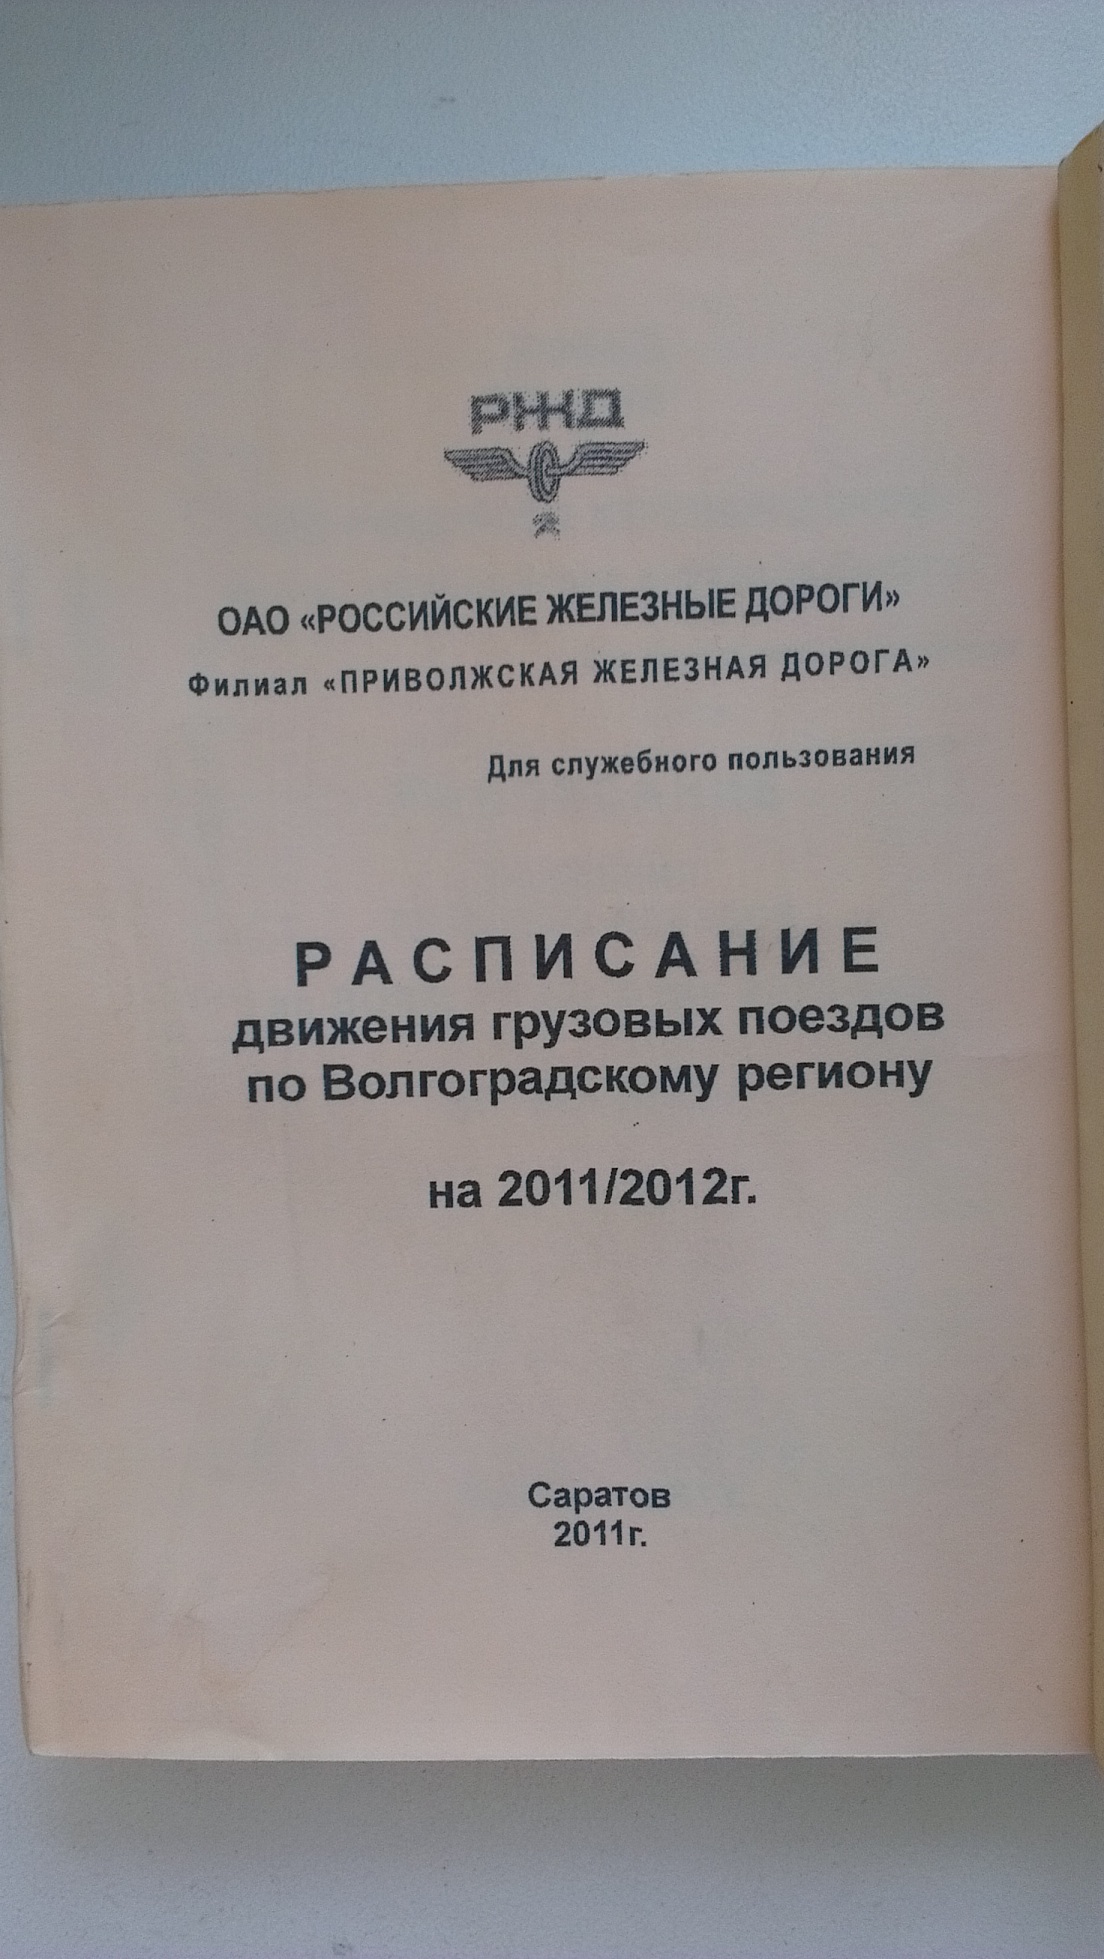 РЖД
ОАО «РОССИЙСКИЕ ЖЕЛЕЗНЫЕ ДОРОГИ»
Филиал «ПРИВОЛЖСКАЯ ЖЕЛЕЗНАЯ ДОРОГА»
Для служебного пользования
РАСПИСАНИЕ
движения грузовых поездов
по Волгоградскому региону
на 2011/2012г.
Саратов
2011г.